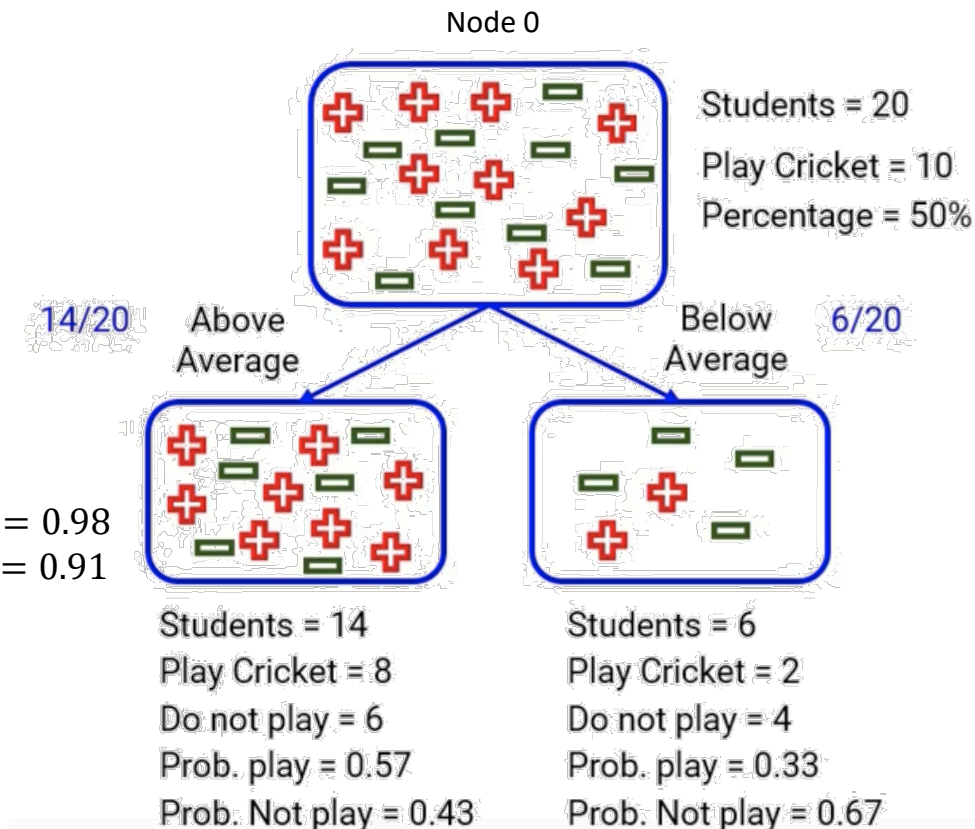 Node 0
Students = 20
Play Cricket = 10
Percentage = 50%
14/20
Above
Average
Below
Average
6/20
= 0.98
= 0.91
Students = 14
Play Cricket = 8
Do not play = 6
Prob. play = 0.57
Prob. Not play = 0.43
Students = 6
Play Cricket = 2
Do not play = 4
Prob. play = 0.33
Prob. Not play = 0.67